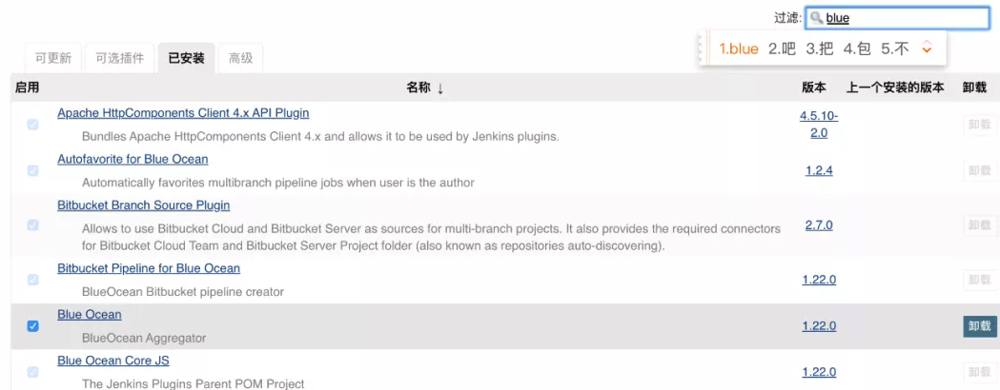 过滤: blue
1.blue 2.吧 3.把 4.包 5.不
可更新 可选插件 已安装 高级
启用 名称 ↓ 版本 上一个安装的版本 卸载
Apache HttpComponents Client 4.x API Plugin 4.5.10-2.0 卸载
Bundles Apache HttpComponents Client 4.x and allows it to be used by Jenkins plugins.
Autofavorite for Blue Ocean 1.2.4 卸载
Automatically favorites multibranch pipeline jobs when user is the author
Bitbucket Branch Source Plugin 2.7.0 卸载
Allows to use Bitbucket Cloud and Bitbucket Server as sources for multi-branch projects. It also provides the required connectors
for Bitbucket Cloud Team and Bitbucket Server Project folder (also known as repositories auto-discovering).
Bitbucket Pipeline for Blue Ocean 1.22.0 卸载
BlueOcean Bitbucket pipeline creator
Blue Ocean 1.22.0 卸载
BlueOcean Aggregator
Blue Ocean Core JS 1.22.0 卸载
The Jenkins Plugins Parent POM Project